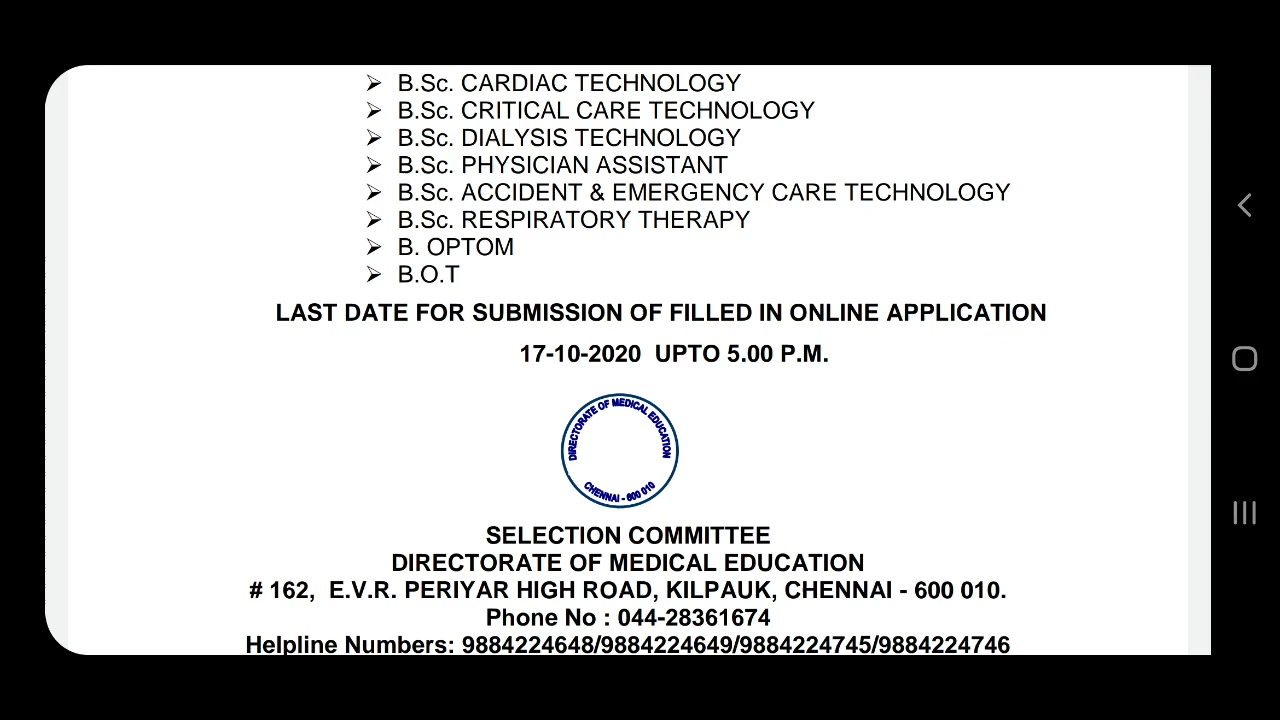 ➢ B.Sc. CARDIAC TECHNOLOGY
➢ B.Sc. CRITICAL CARE TECHNOLOGY
➢ B.Sc. DIALYSIS TECHNOLOGY
➢ B.Sc. PHYSICIAN ASSISTANT
➢ B.Sc. ACCIDENT & EMERGENCY CARE TECHNOLOGY
➢ B.Sc. RESPIRATORY THERAPY
➢ B. OPTOM
➢ B.O.T
LAST DATE FOR SUBMISSION OF FILLED IN ONLINE APPLICATION
17-10-2020 UPTO 5.00 P.M.
DIRECTORATE OF MEDICAL EDUCATION
CHENNAI - 600 010
SELECTION COMMITTEE
DIRECTORATE OF MEDICAL EDUCATION
# 162, E.V.R. PERIYAR HIGH ROAD, KILPAUK, CHENNAI - 600 010.
Phone No : 044-28361674
Helpline Numbers: 9884224648/9884224649/9884224745/9884224746